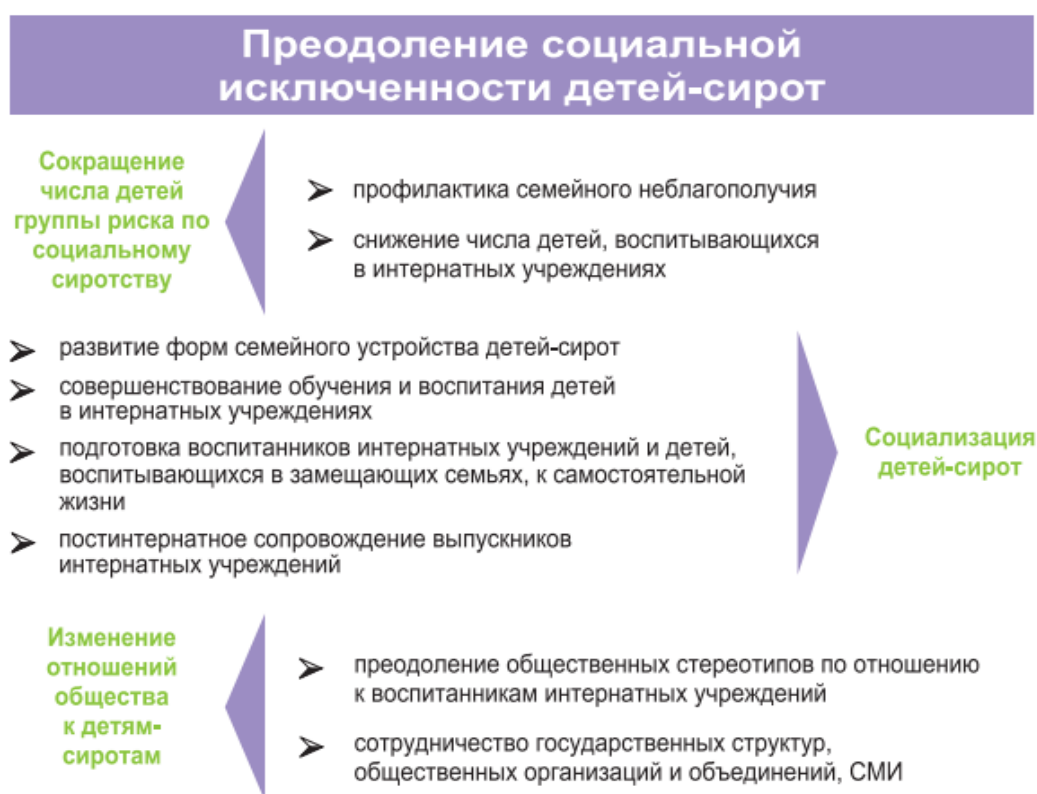 Преодоление социальной
исключенности детей-сирот
Сокращение
числа детей
группы риска по
социальному
сиротству
➢ профилактика семейного неблагополучия
➢ снижение числа детей, воспитывающихся
в интернатных учреждениях
➢ развитие форм семейного устройства детей-сирот
➢ совершенствование обучения и воспитания детей
в интернатных учреждениях
➢ подготовка воспитанников интернатных учреждений и детей,
воспитывающихся в замещающих семьях, к самостоятельной
жизни
➢ постинтернатное сопровождение выпускников
интернатных учреждений
Социализация
детей-сирот
Изменение
отношений
общества
к детям-
сиротам
➢ преодоление общественных стереотипов по отношению
к воспитанникам интернатных учреждений
➢ сотрудничество государственных структур,
общественных организаций и объединений, СМИ